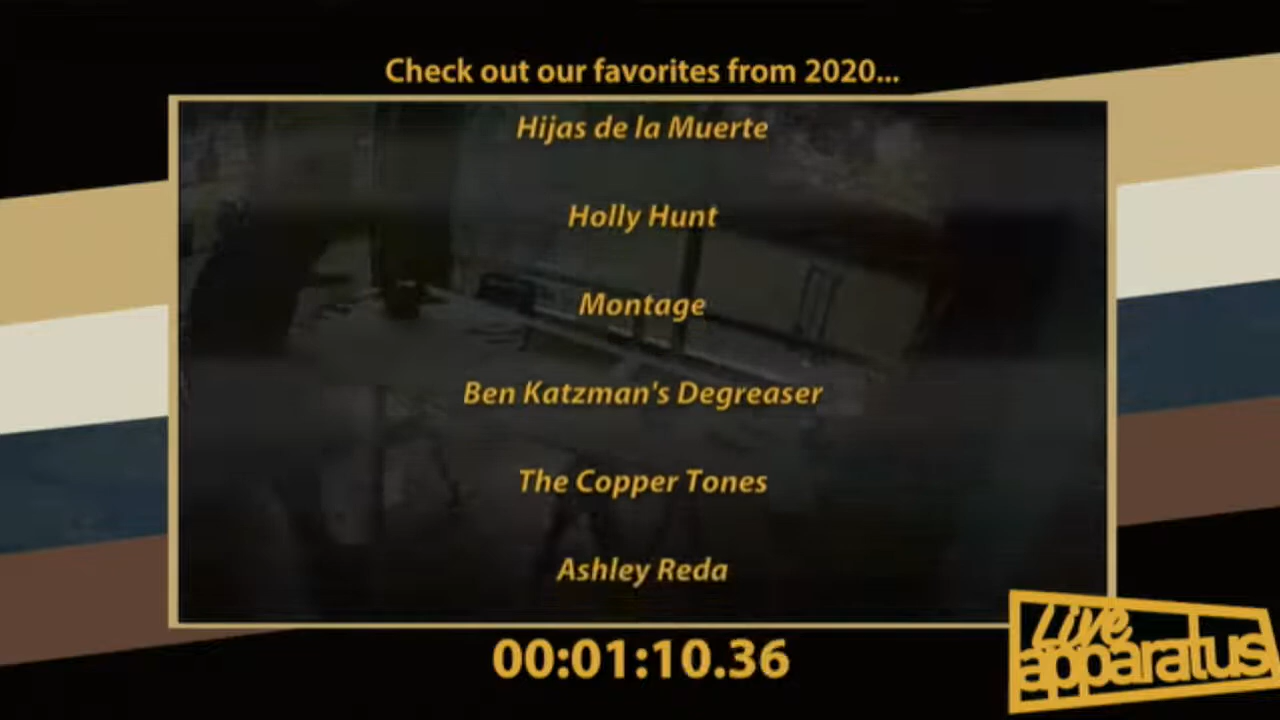 Check out our favorites from 2020...
Hijas de la Muerte
Holly Hunt
Montage
Ben Katzman's Degreaser
The Copper Tones
Ashley Reda
00:01:10.36
Live
apparatus